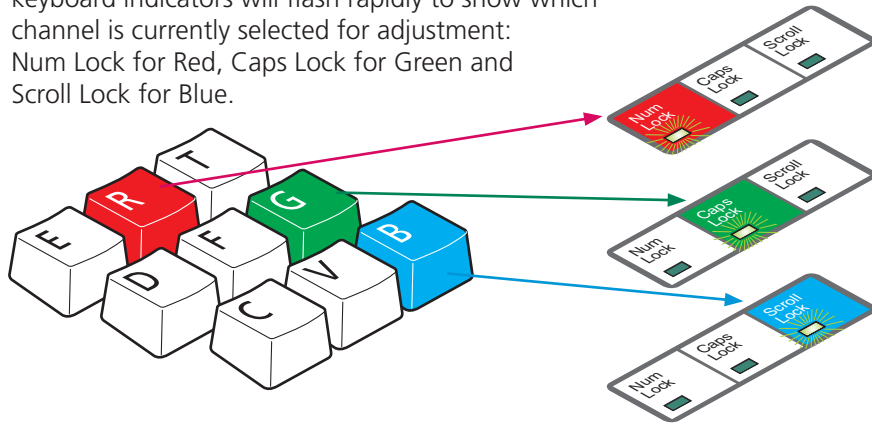 keyboard indicators will flash rapidly to show which
channel is currently selected for adjustment:
Num Lock for Red, Caps Lock for Green and
Scroll Lock for Blue.
Num
Lock
Caps
Lock
Scroll
Lock
T
R
E
G
F
D
B
V
C
Num
Lock
Caps
Lock
Scroll
Lock
Num
Lock
Caps
Lock
Scroll
Lock